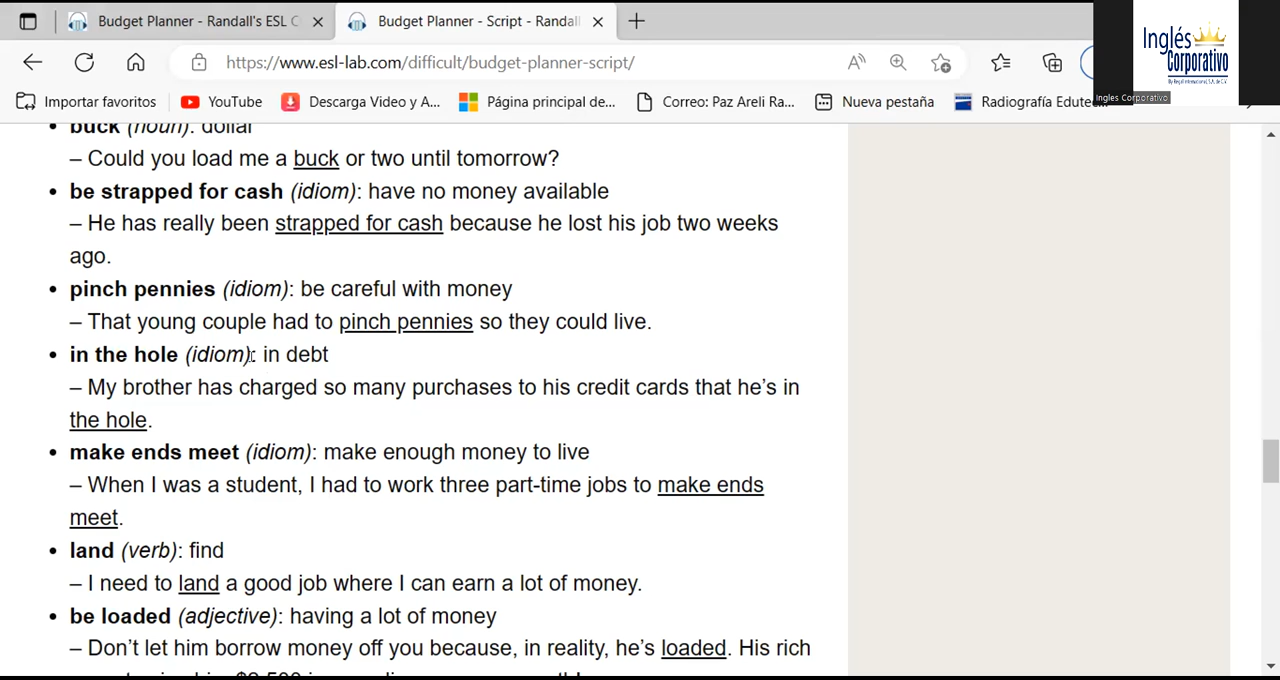 Budget Planner - Randall's ESL C
Budget Planner - Script - Randal
https://www.esl-lab.com/difficult/budget-planner-script/
Importar favoritos
YouTube
Descarga Video y A...
Página principal de...
Correo: Paz Areli Ra...
Nueva pestaña
Radiografía Edutec...
Inglés
Corporativo
Ingles Corporativo
buck (noun): dollar
– Could you load me a buck or two until tomorrow?
be strapped for cash (idiom): have no money available
– He has really been strapped for cash because he lost his job two weeks
ago.
pinch pennies (idiom): be careful with money
– That young couple had to pinch pennies so they could live.
in the hole (idiom): in debt
– My brother has charged so many purchases to his credit cards that he's in
the hole.
make ends meet (idiom): make enough money to live
– When I was a student, I had to work three part-time jobs to make ends
meet.
land (verb): find
– I need to land a good job where I can earn a lot of money.
be loaded (adjective): having a lot of money
– Don't let him borrow money off you because, in reality, he's loaded. His rich